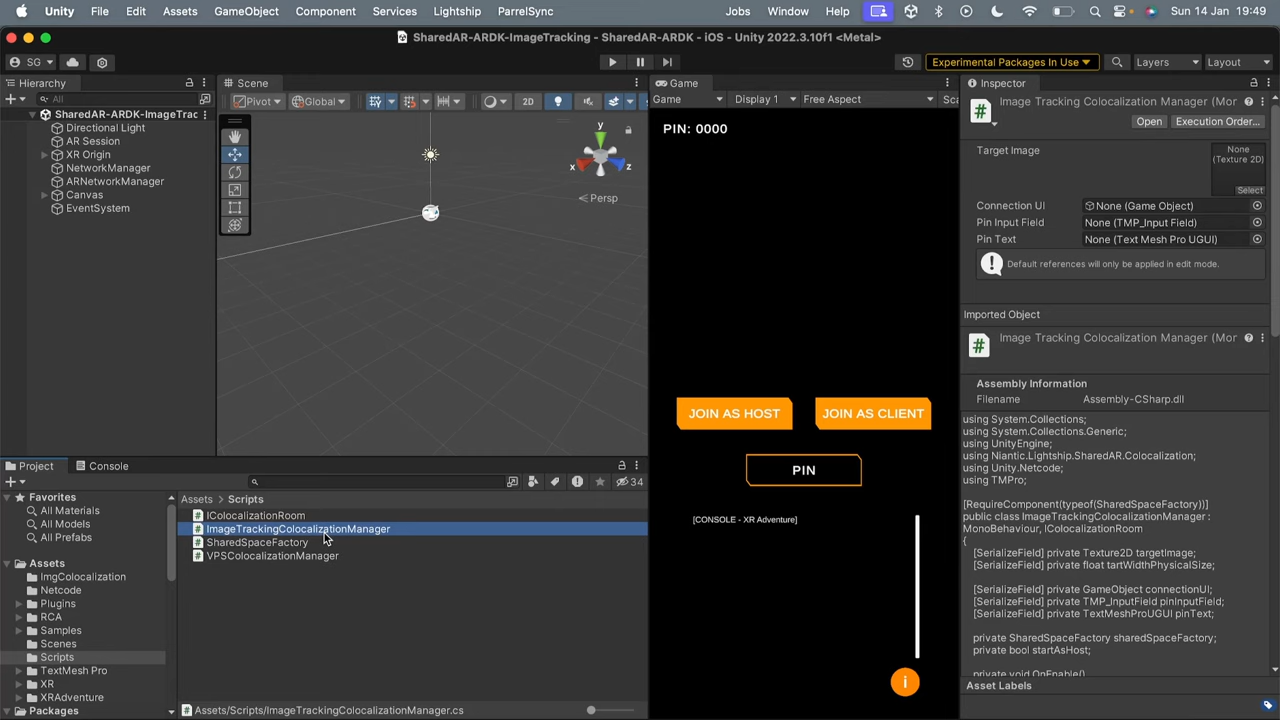 Unity File Edit Assets GameObject Component Services Lightship ParrelSync Jobs Window Help Sun 14 Jan 19:49
SharedAR-ARDK-ImageTracking - SharedAR-ARDK - iOS - Unity 2022.3.10f1 <Metal>
SG Experimental Packages In Use Layers Layout
Hierarchy
All
SharedAR-ARDK-ImageTrac
Directional Light
AR Session
XR Origin
NetworkManager
ARNetworkManager
Canvas
EventSystem
Scene
Pivot Global 2D
y
x
z
Persp
Game
Game Display 1 Free Aspect Sca
PIN: 0000
JOIN AS HOST JOIN AS CLIENT
PIN
[CONSOLE - XR Adventure]
i
Project Console
34
Favorites
All Materials
All Models
All Prefabs
Assets
ImgColocalization
Netcode
Plugins
RCA
Samples
Scenes
Scripts
TextMesh Pro
XR
XRAdventure
Packages
Assets > Scripts
IColocalizationRoom
ImageTrackingColocalizationManager
SharedSpaceFactory
VPSColocalizationManager
Assets/Scripts/ImageTrackingColocalizationManager.cs
Inspector
Image Tracking Colocalization Manager (Mor
Open Execution Order...
Target Image
None
(Texture 2D)
Select
Connection UI None (Game Object)
Pin Input Field None (TMP_Input Field)
Pin Text None (Text Mesh Pro UGUI)
Default references will only be applied in edit mode.
Imported Object
Image Tracking Colocalization Manager (Mor
Assembly Information
Filename Assembly-CSharp.dll
using System.Collections;
using System.Collections.Generic;
using UnityEngine;
using Niantic.Lightship.SharedAR.Colocalization;
using Unity.Netcode;
using TMPro;
[RequireComponent(typeof(SharedSpaceFactory))]
public class ImageTrackingColocalizationManager :
MonoBehaviour, IColocalizationRoom
{
[SerializeField] private Texture2D targetImage;
[SerializeField] private float tartWidthPhysicalSize;
[SerializeField] private GameObject connectionUI;
[SerializeField] private TMP_InputField pinInputField;
[SerializeField] private TextMeshProUGUI pinText;
private SharedSpaceFactory sharedSpaceFactory;
private bool startAsHost;
private void OnEnable()
Asset Labels